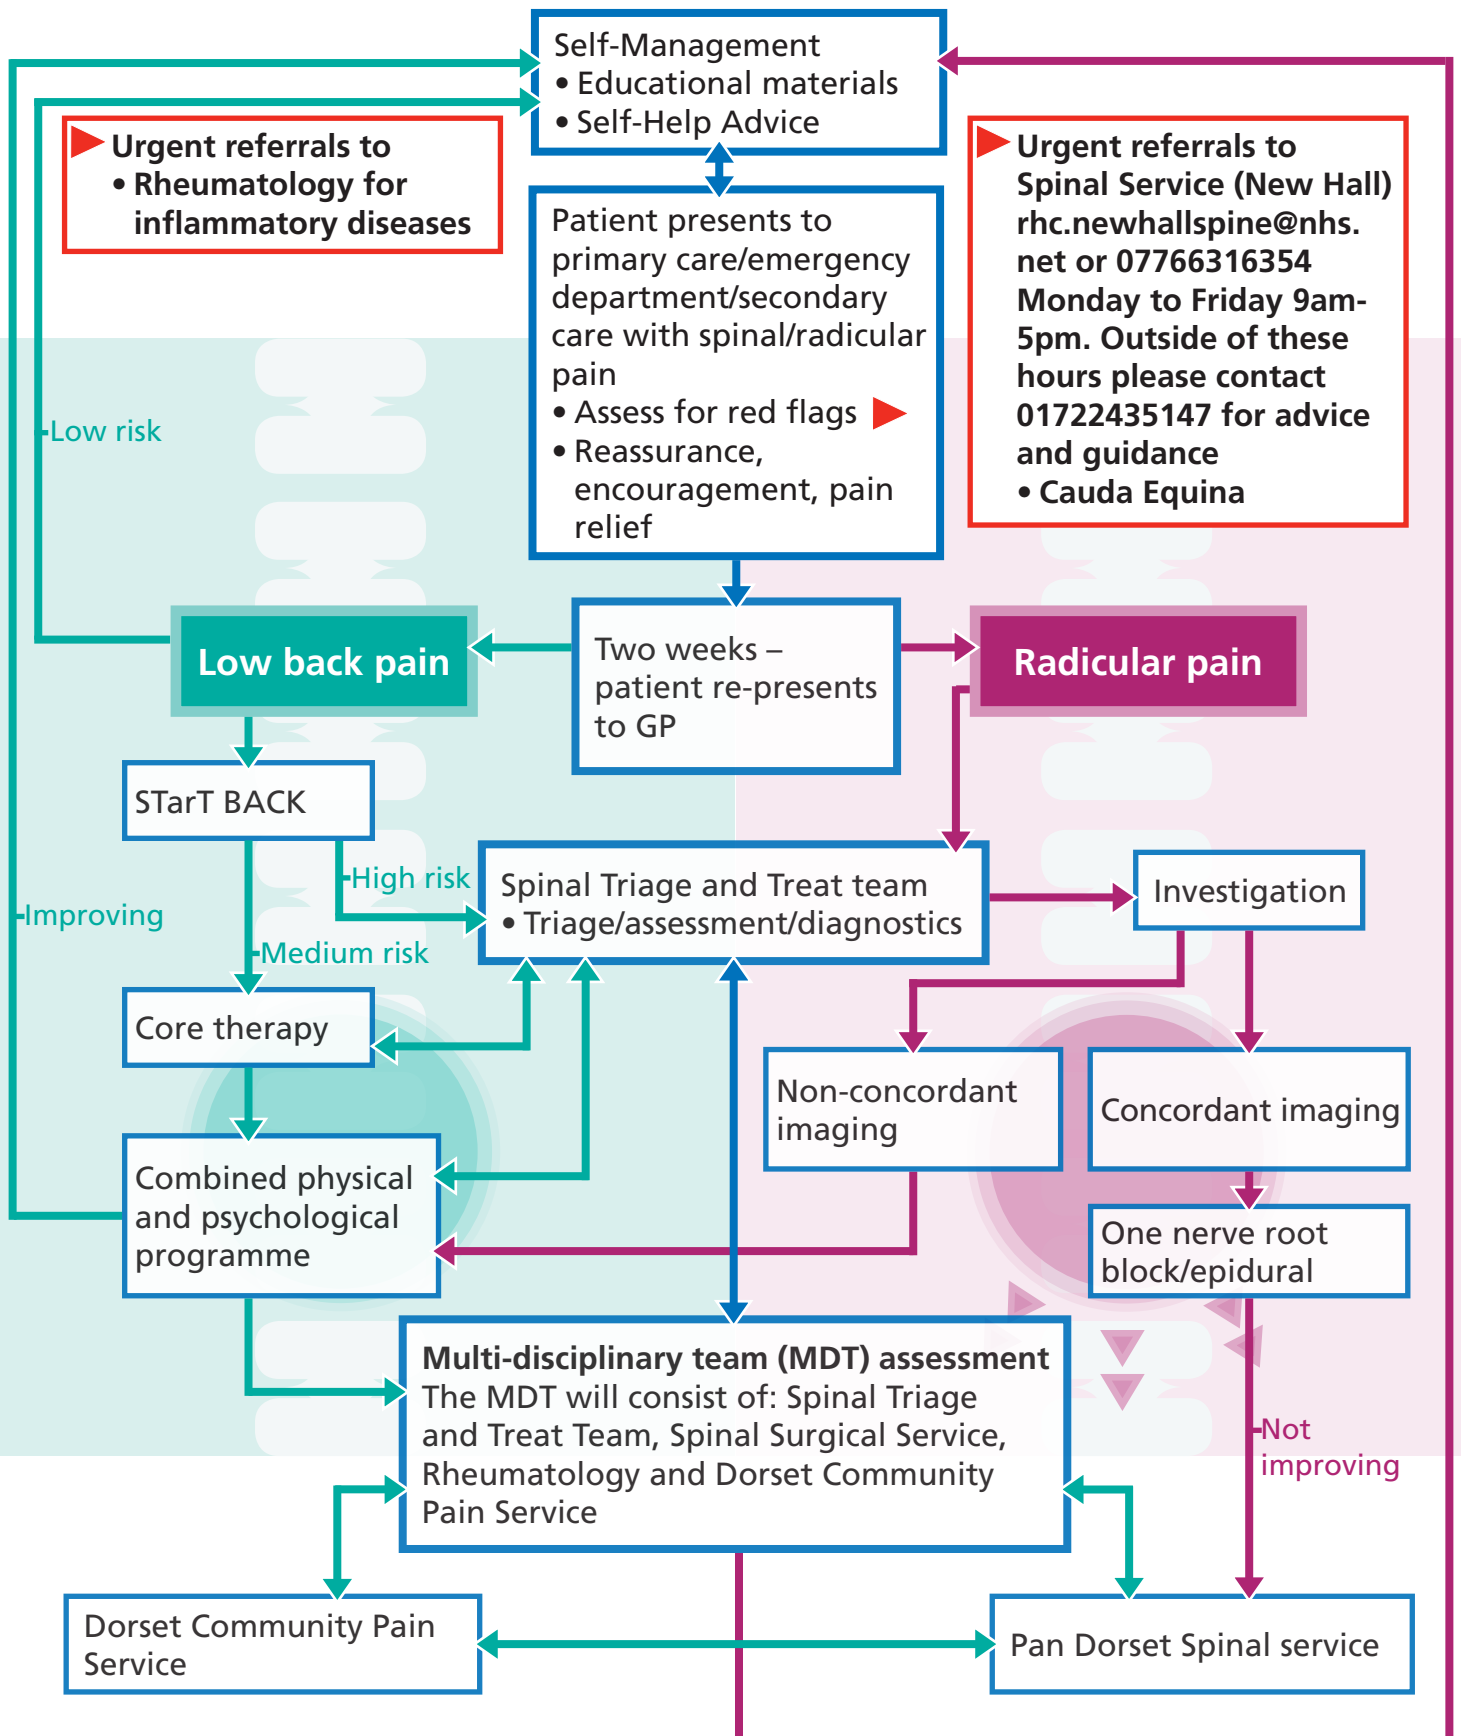 Self-Management
• Educational materials
• Self-Help Advice
Urgent referrals to
• Rheumatology for
inflammatory diseases
Urgent referrals to
Spinal Service (New Hall)
rhc.newhallspine@nhs.
net or 07766316354
Monday to Friday 9am-
5pm. Outside of these
hours please contact
01722435147 for advice
and guidance
• Cauda Equina
Patient presents to
primary care/emergency
department/secondary
care with spinal/radicular
pain
• Assess for red flags
• Reassurance,
encouragement, pain
relief
Low risk
Low back pain
Two weeks –
patient re-presents
to GP
Radicular pain
STarT BACK
High risk
Improving
Medium risk
Spinal Triage and Treat team
• Triage/assessment/diagnostics
Investigation
Core therapy
Non-concordant
imaging
Concordant imaging
Combined physical
and psychological
programme
One nerve root
block/epidural
Multi-disciplinary team (MDT) assessment
The MDT will consist of: Spinal Triage
and Treat Team, Spinal Surgical Service,
Rheumatology and Dorset Community
Pain Service
Not
improving
Dorset Community Pain
Service
Pan Dorset Spinal service